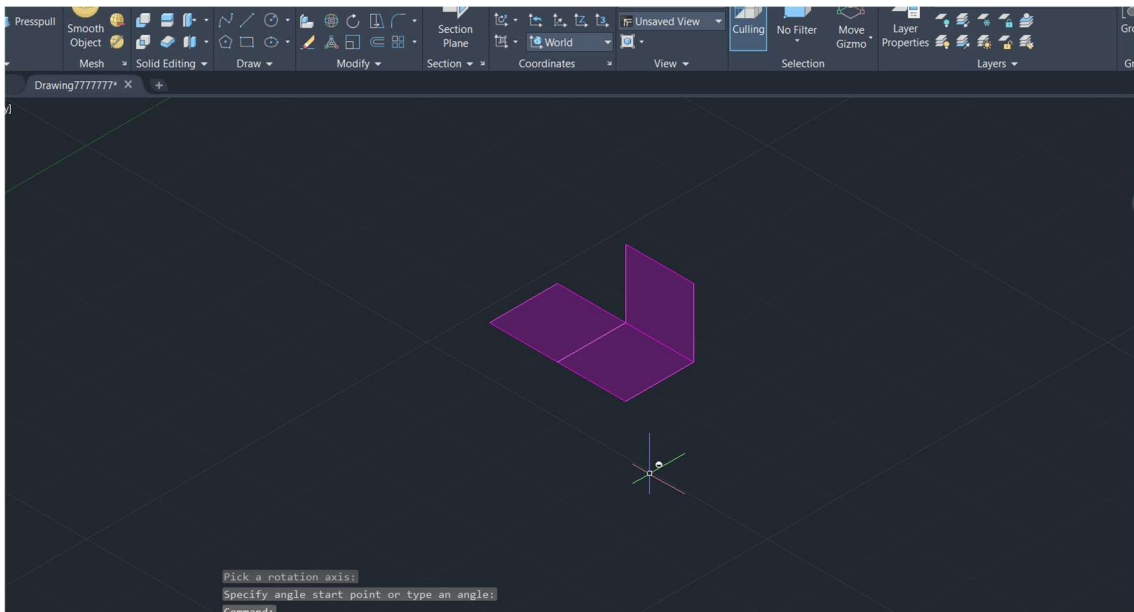 Presspull
Smooth
Object
Section
Plane
World
Unsaved View
Culling
No Filter
Move
Gizmo
Layer
Properties
Mesh
Solid Editing
Draw
Modify
Section
Coordinates
View
Selection
Layers
Drawing7777777*
Pick a rotation axis:
Specify angle start point or type an angle:
Command: